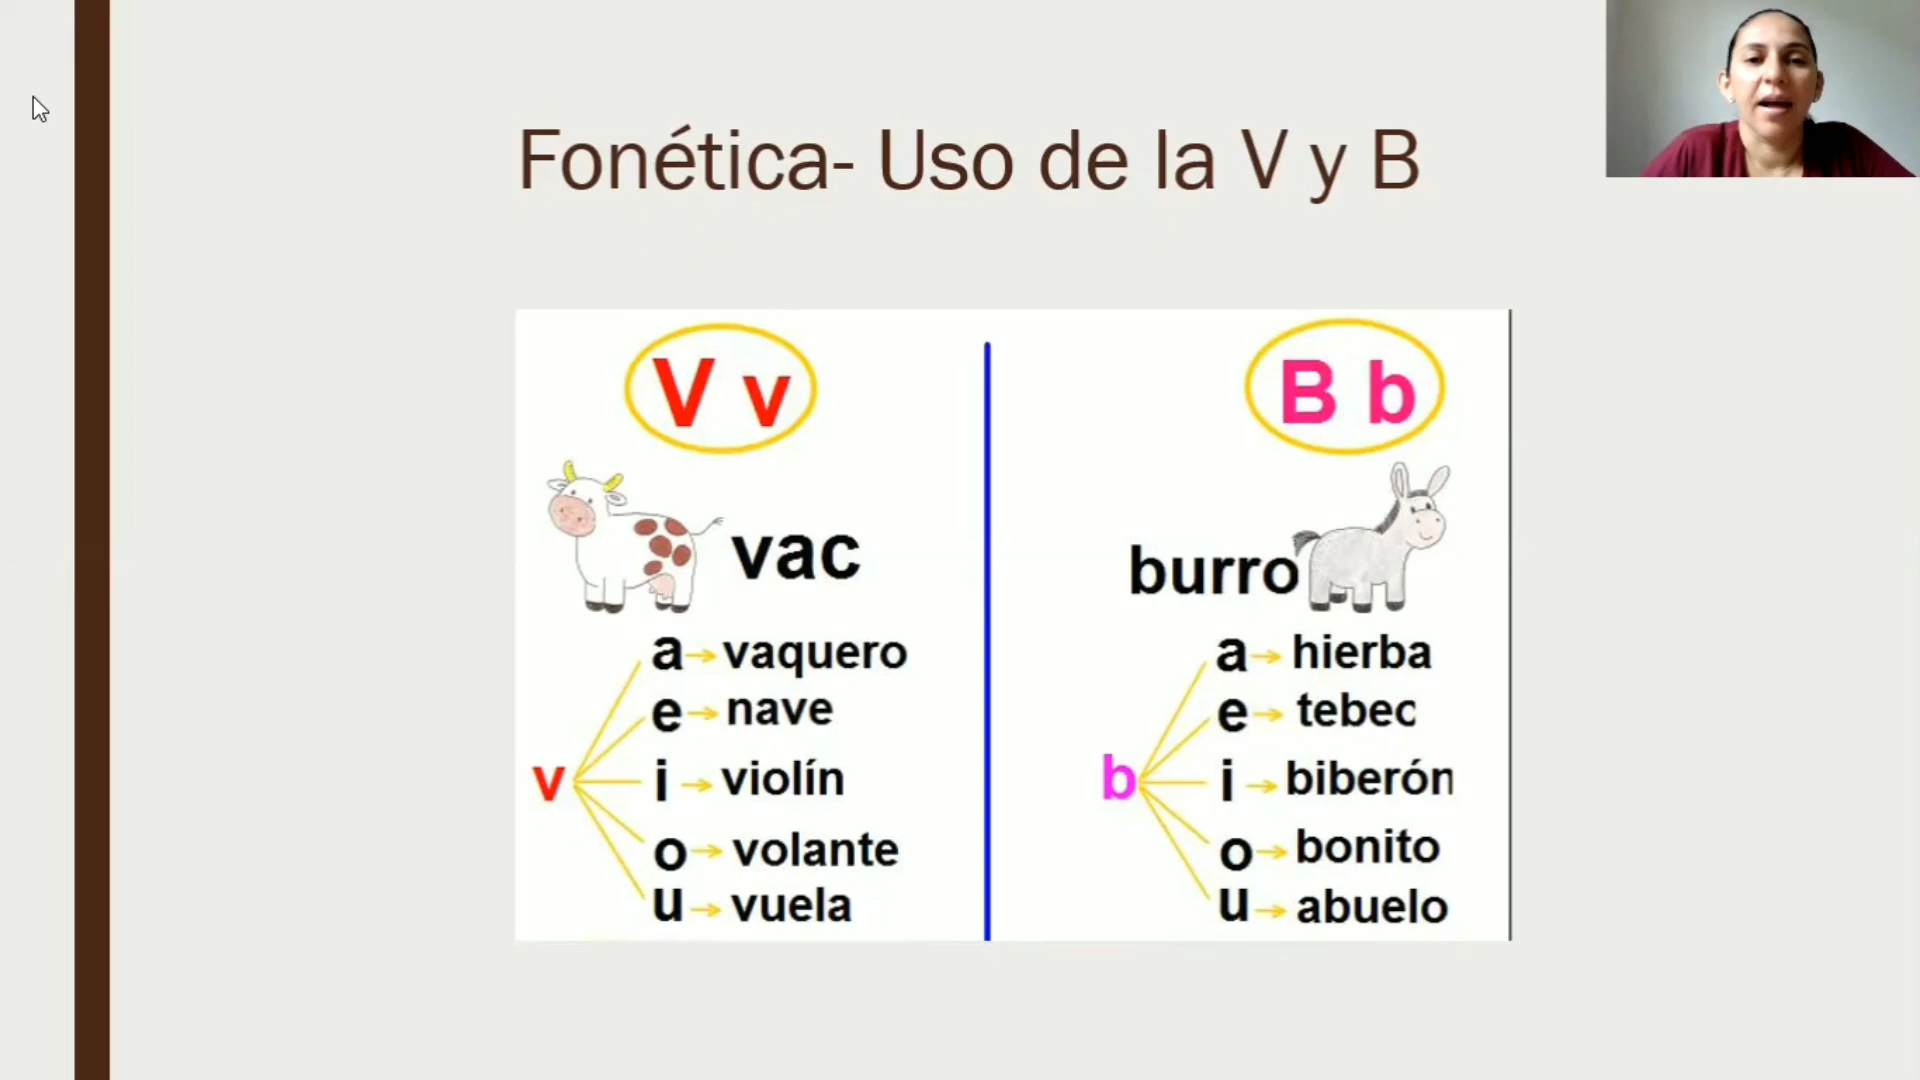 Fonética- Uso de la V y B
V v
vac
a → vaquero
e → nave
v i → violín
o → volante
u → vuela
B b
burro
a → hierba
e → tebec
b i → biberón
o → bonito
u → abuelo